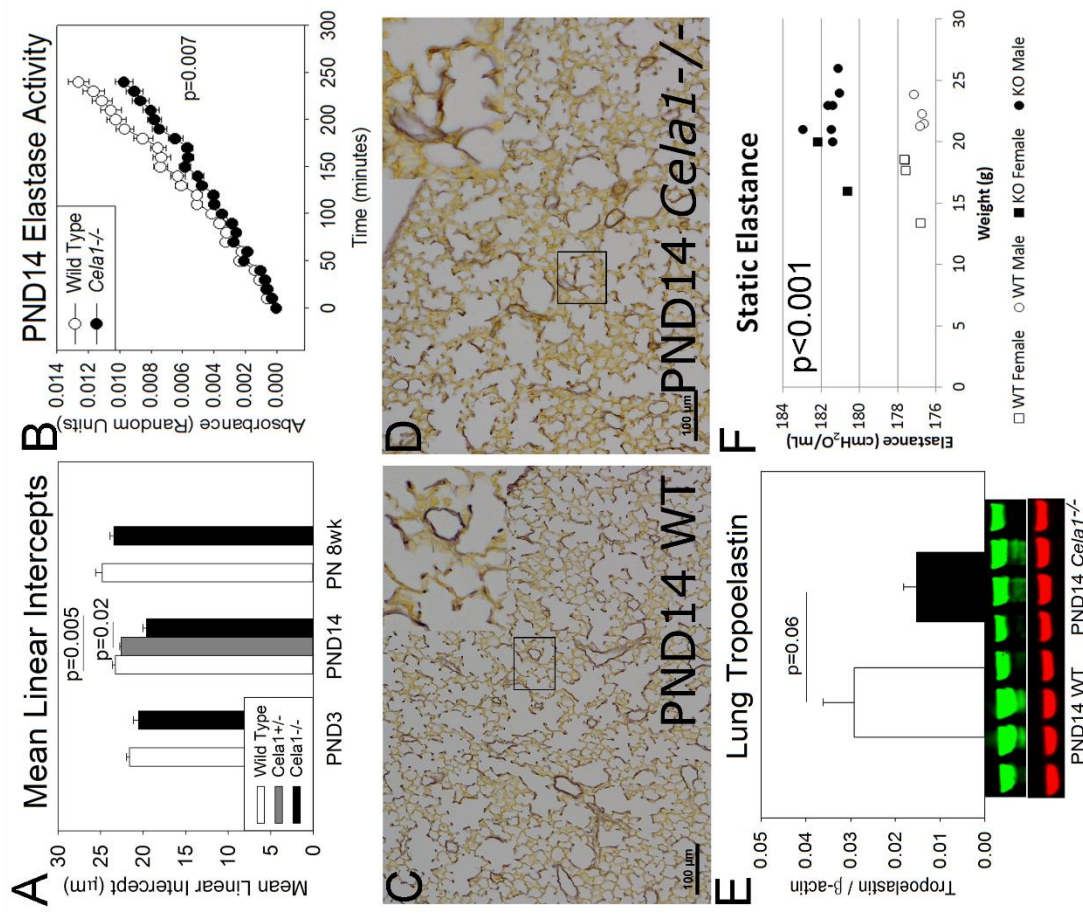 A
Mean Linear Intercepts
Mean Linear Intercept (μm)
30
25
20
15
10
5
0
p=0.005
p=0.02
Wild Type
Cela1+/-
Cela1-/-
PND3
PND14
PN 8wk
B
PND14 Elastase Activity
Absorbance (Random Units)
0.014
0.012
0.010
0.008
0.006
0.004
0.002
0.000
Wild Type
Cela1-/-
p=0.007
0
50
100
150
200
250
300
Time (minutes)
C
PND14 WT
100 μm
D
PND14 Cela1-/-
100 μm
E
Lung Tropoelastin
Tropoelastin / β-actin
0.05
0.04
0.03
0.02
0.01
0.00
p=0.06
PND14 WT
PND14 Cela1-/-
F
Static Elastance
Elastance (cmH₂O/mL)
184
182
180
178
176
p<0.001
0
5
10
15
20
25
30
Weight (g)
WT Female
KO Female
WT Male
KO Male